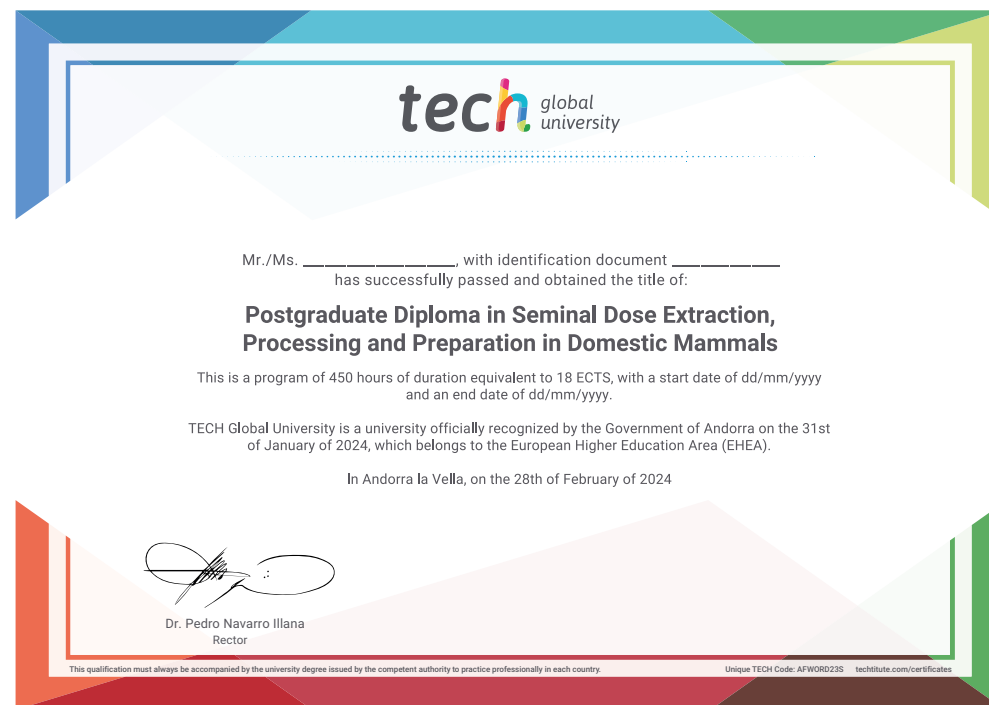 tech global university
Mr./Ms. ____________________, with identification document ______________
has successfully passed and obtained the title of:
Postgraduate Diploma in Seminal Dose Extraction,
Processing and Preparation in Domestic Mammals
This is a program of 450 hours of duration equivalent to 18 ECTS, with a start date of dd/mm/yyyy
and an end date of dd/mm/yyyy.
TECH Global University is a university officially recognized by the Government of Andorra on the 31st
of January of 2024, which belongs to the European Higher Education Area (EHEA).
In Andorra la Vella, on the 28th of February of 2024
Dr. Pedro Navarro Illana
Rector
This qualification must always be accompanied by the university degree issued by the competent authority to practice professionally in each country.
Unique TECH Code: AFWORD23S techtitute.com/certificates